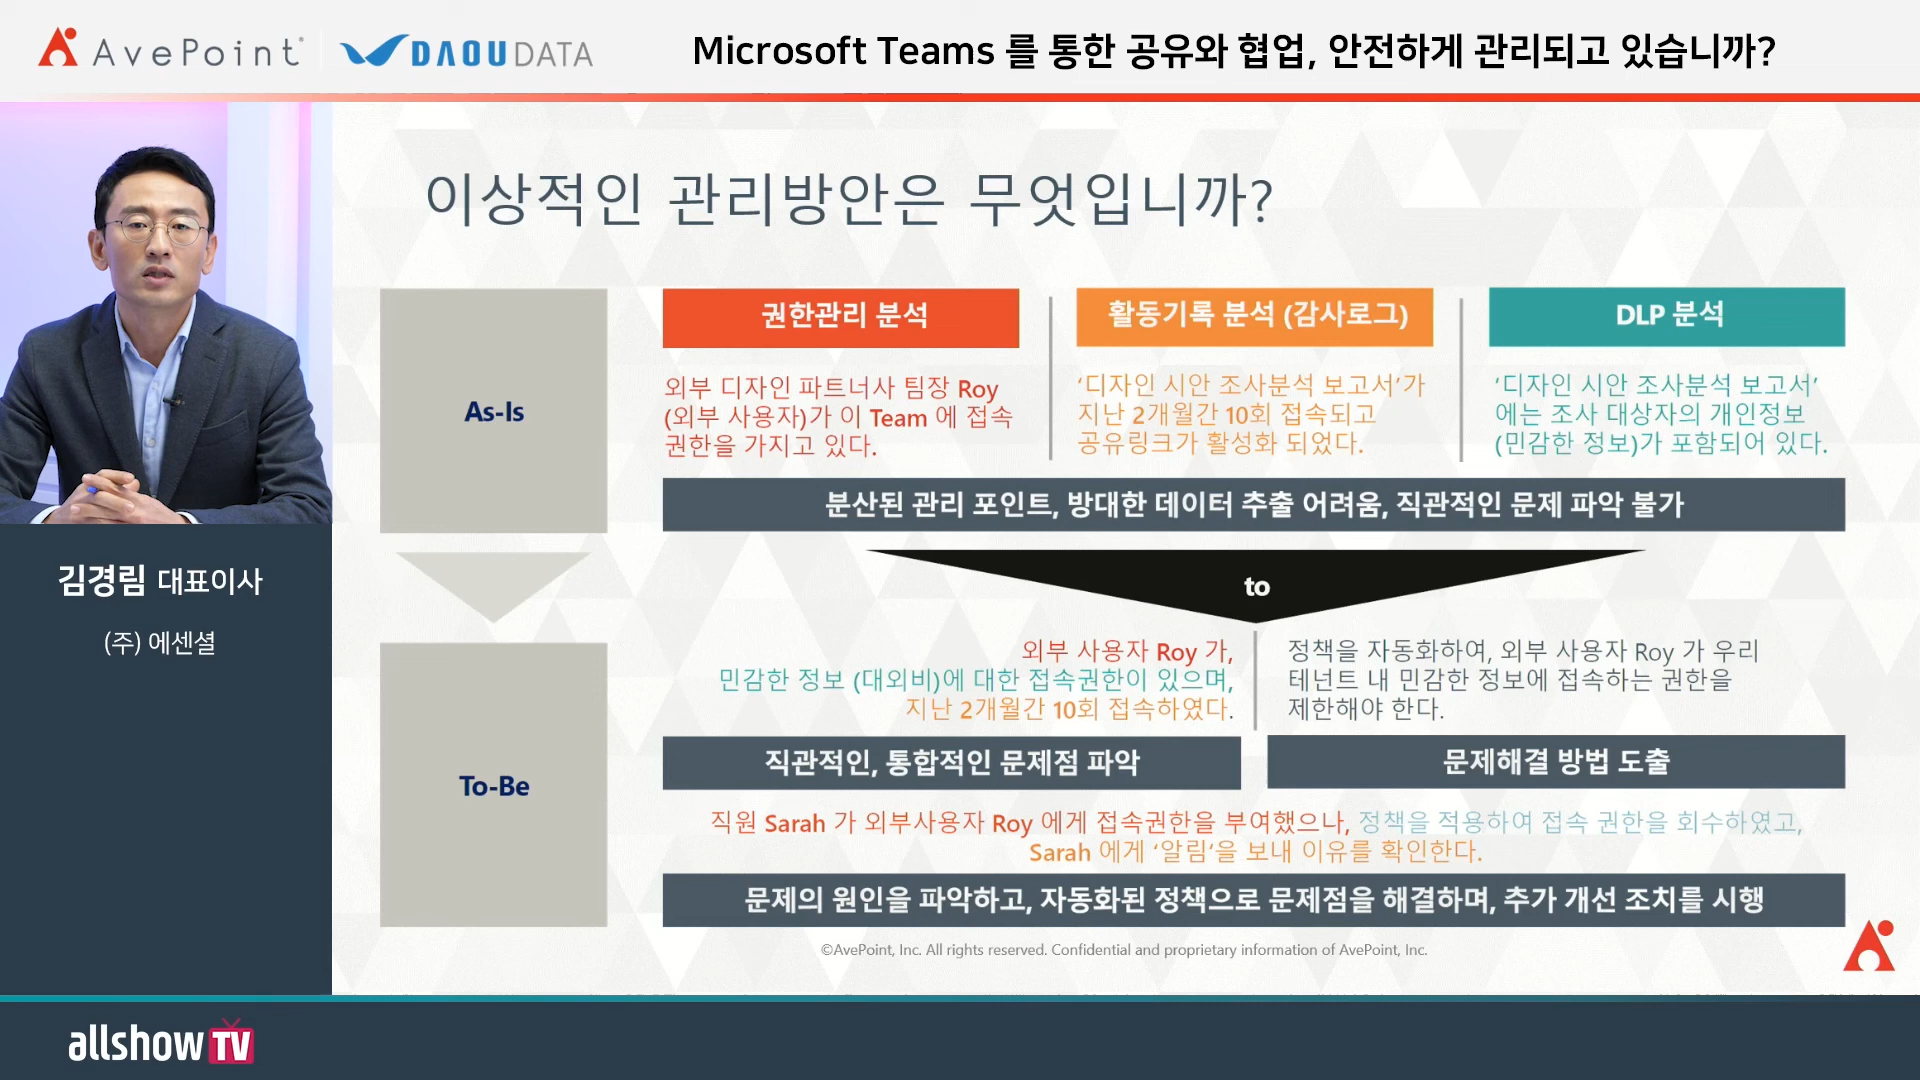 AvePoint
DAOU DATA
Microsoft Teams 를 통한 공유와 협업, 안전하게 관리되고 있습니까?
이상적인 관리방안은 무엇입니까?
As-Is
권한관리 분석
외부 디자인 파트너사 팀장 Roy
(외부 사용자)가 이 Team 에 접속
권한을 가지고 있다.
활동기록 분석 (감사로그)
‘디자인 시안 조사분석 보고서’가
지난 2개월간 10회 접속되고
공유링크가 활성화 되었다.
DLP 분석
‘디자인 시안 조사분석 보고서’
에는 조사 대상자의 개인정보
(민감한 정보)가 포함되어 있다.
분산된 관리 포인트, 방대한 데이터 추출 어려움, 직관적인 문제 파악 불가
to
To-Be
외부 사용자 Roy 가,
민감한 정보 (대외비)에 대한 접속권한이 있으며,
지난 2개월간 10회 접속하였다.
직관적인, 통합적인 문제점 파악
정책을 자동화하여, 외부 사용자 Roy 가 우리
테넌트 내 민감한 정보에 접속하는 권한을
제한해야 한다.
문제해결 방법 도출
직원 Sarah 가 외부사용자 Roy 에게 접속권한을 부여했으나, 정책을 적용하여 접속 권한을 회수하였고,
Sarah 에게 ‘알림‘을 보내 이유를 확인한다.
문제의 원인을 파악하고, 자동화된 정책으로 문제점을 해결하며, 추가 개선 조치를 시행
©AvePoint, Inc. All rights reserved. Confidential and proprietary information of AvePoint, Inc.
김경림 대표이사
(주) 에센셜
allshow TV